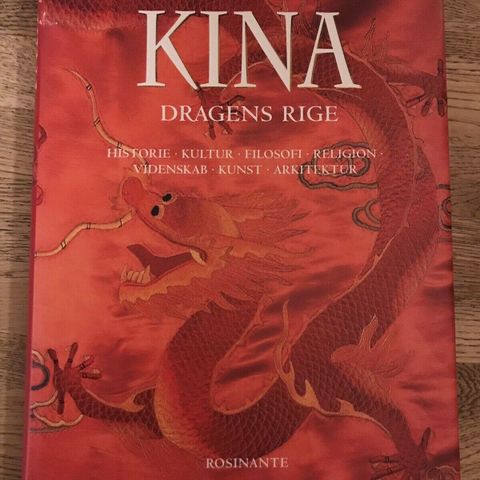 KINA
DRAGENS RIGE
HISTORIE · KULTUR · FILOSOFI · RELIGION ·
VIDENSKAB · KUNST · ARKITEKTUR
ROSINANTE